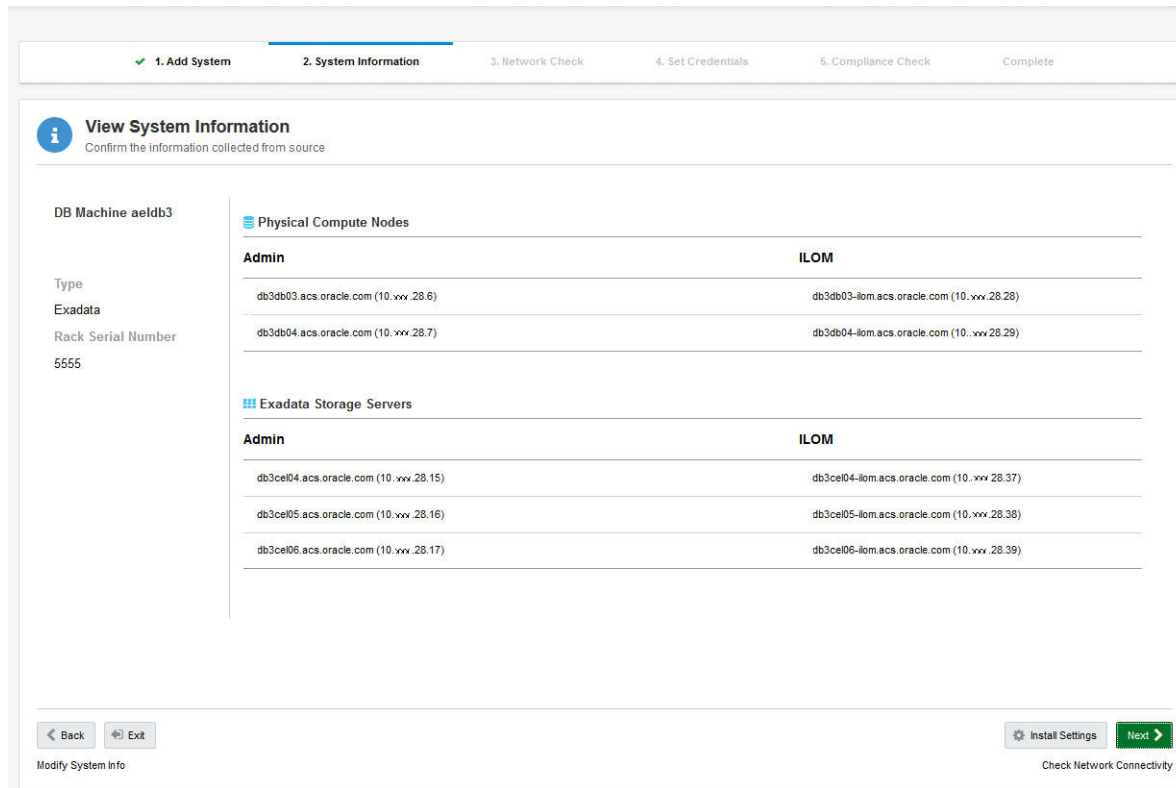 1. Add System 2. System Information 3. Network Check 4. Set Credentials 5. Compliance Check Complete
View System Information
Confirm the information collected from source
DB Machine aeldb3
Type
Exadata
Rack Serial Number
5555
Physical Compute Nodes
Admin ILOM
db3db03.acs.oracle.com (10. xxx .28.6) db3db03-ilom.acs.oracle.com (10. xxx .28.28)
db3db04.acs.oracle.com (10. xxx .28.7) db3db04-ilom.acs.oracle.com (10. .xxx 28.29)
Exadata Storage Servers
Admin ILOM
db3cel04.acs.oracle.com (10. xxx .28.15) db3cel04-ilom.acs.oracle.com (10. .xxx 28.37)
db3cel05.acs.oracle.com (10. xxx .28.16) db3cel05-ilom.acs.oracle.com (10. xxx .28.38)
db3cel06.acs.oracle.com (10. xxx .28.17) db3cel06-ilom.acs.oracle.com (10. xxx .28.39)
Back Exit Install Settings Next
Modify System Info Check Network Connectivity